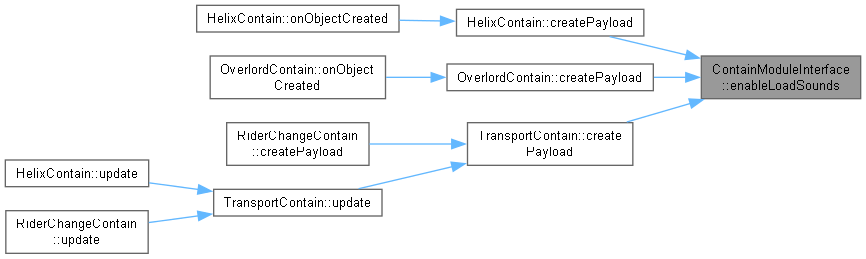 HelixContain::onObjectCreated
HelixContain::createPayload
ContainModuleInterface
::enableLoadSounds
OverlordContain::onObject
Created
OverlordContain::createPayload
RiderChangeContain
::createPayload
TransportContain::create
Payload
HelixContain::update
TransportContain::update
RiderChangeContain
::update